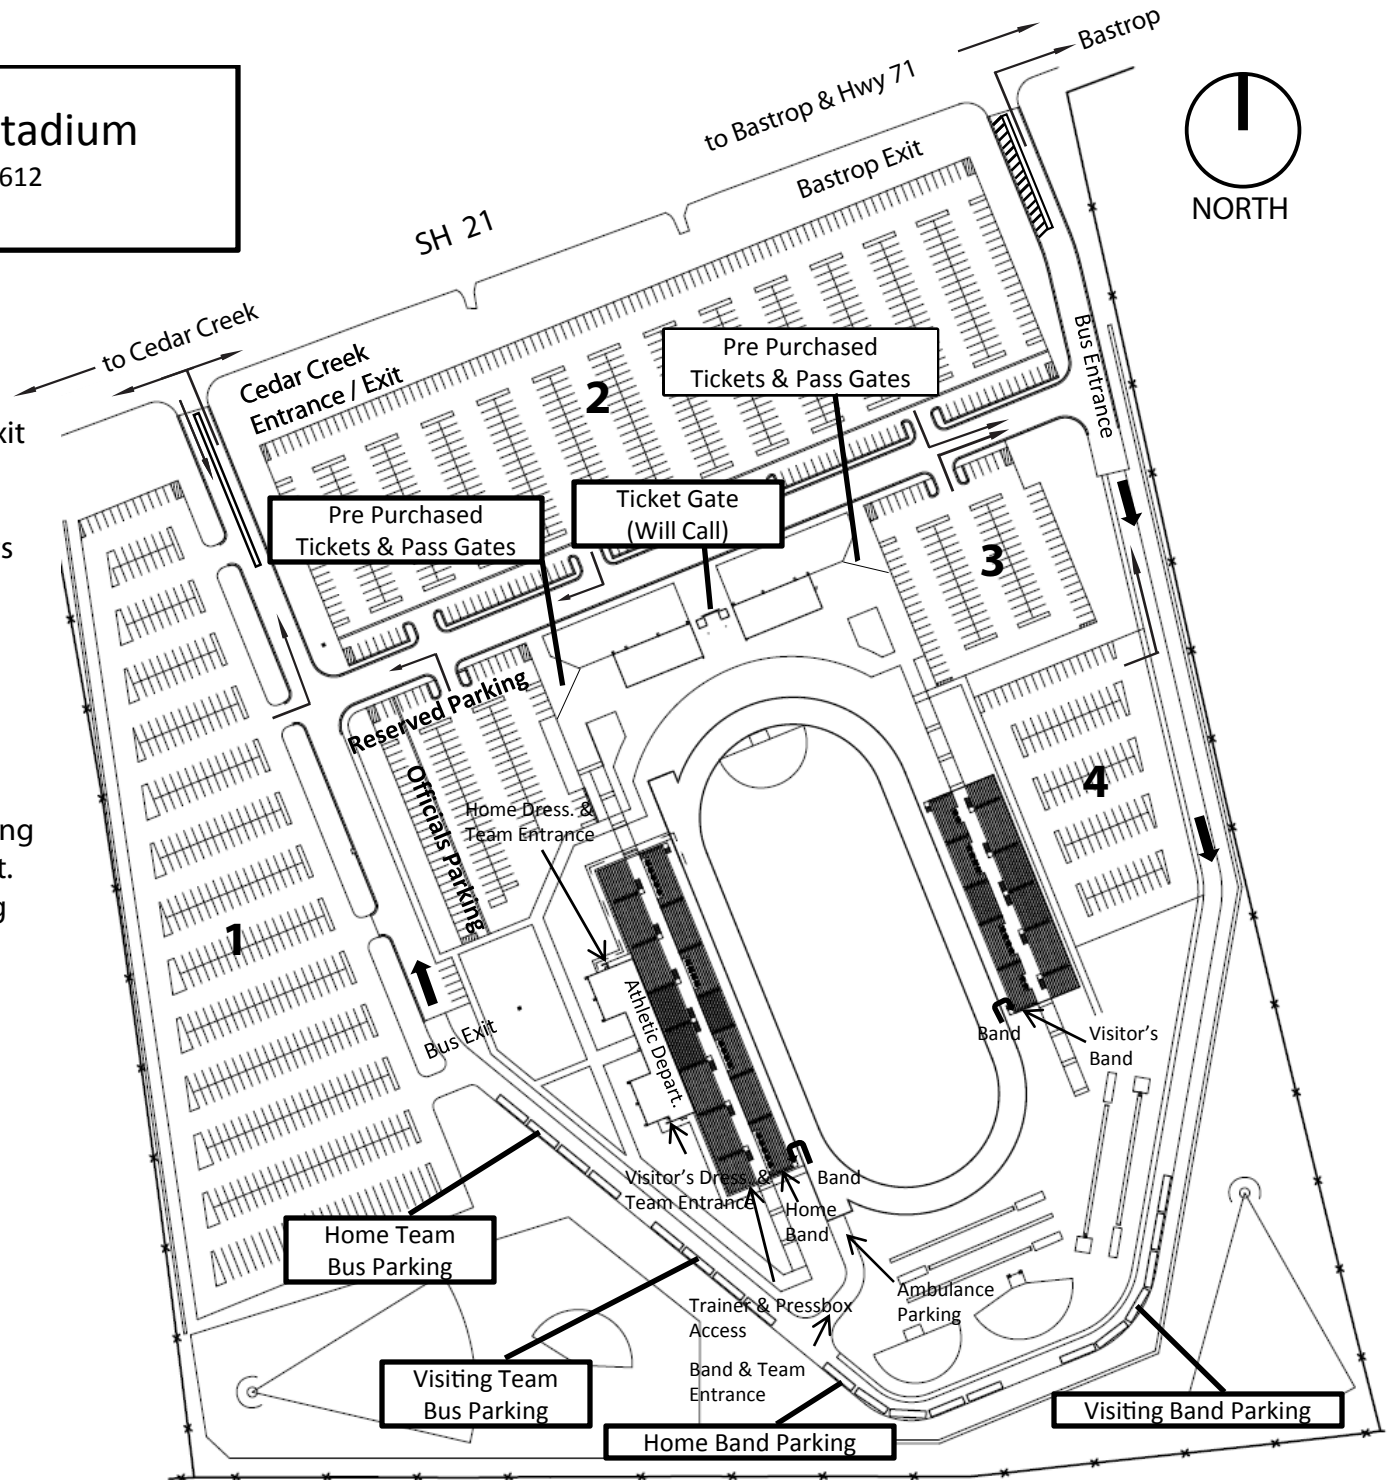 tadium
612
Bastrop
to Bastrop & Hwy 71
Bastrop Exit
NORTH
SH 21
to Cedar Creek
Cedar Creek
Entrance / Exit
Bus Entrance
2
Pre Purchased
Tickets & Pass Gates
xit
Pre Purchased
Tickets & Pass Gates
Ticket Gate
(Will Call)
s
3
Reserved Parking
Officials Parking
4
Home Dress. &
Team Entrance
ng
t.
g
1
Athletic Depart.
Bus Exit
Band
Visitor's
Band
Visitor's Dress. &
Team Entrance
Band
Home
Band
Home Team
Bus Parking
Ambulance
Parking
Trainer & Pressbox
Access
Band & Team
Entrance
Visiting Team
Bus Parking
Home Band Parking
Visiting Band Parking